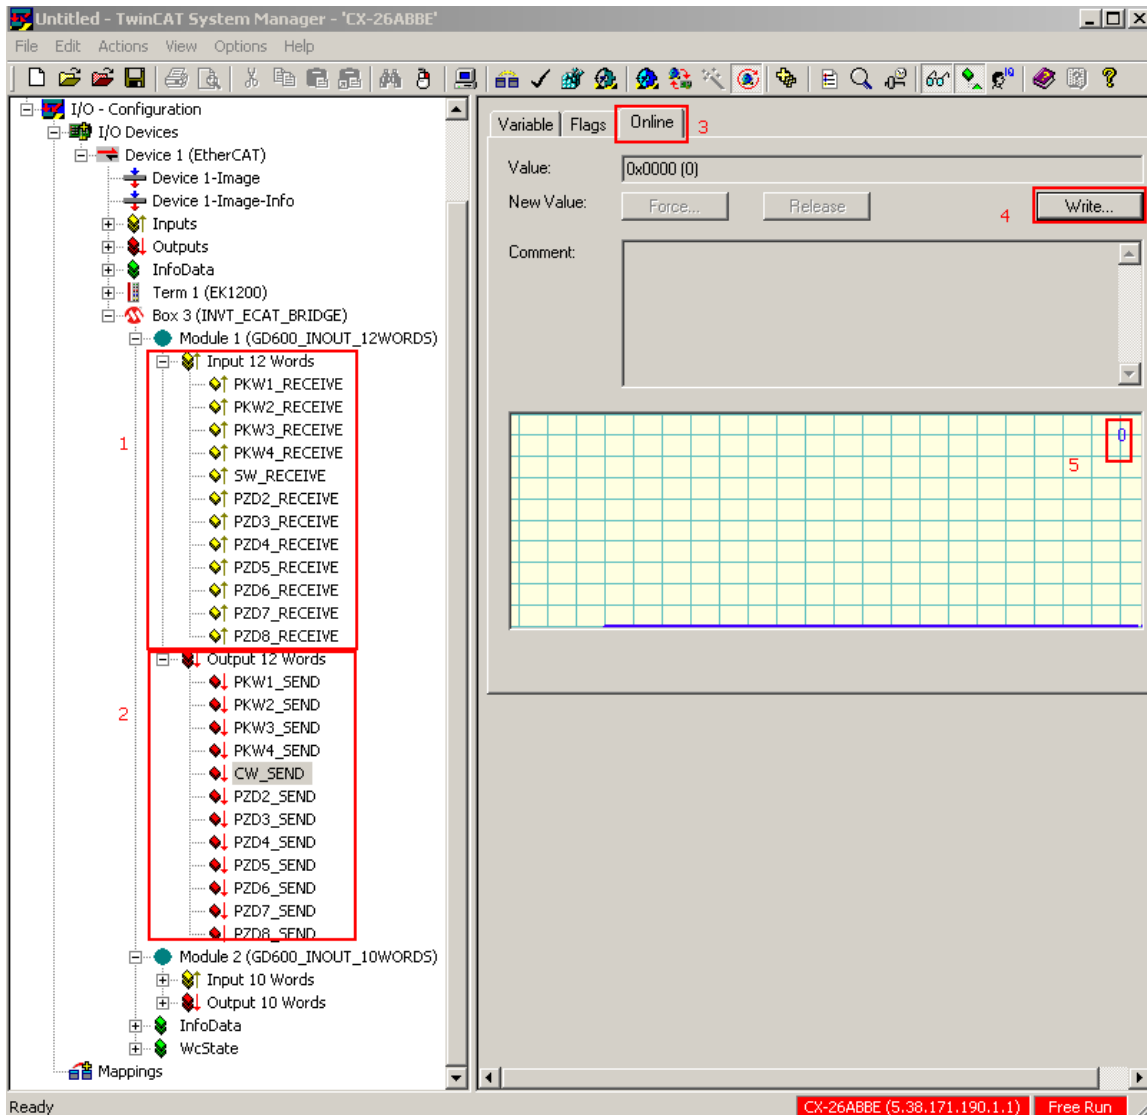 Untitled - TwinCAT System Manager - 'CX-26ABBE'
File Edit Actions View Options Help
I/O - Configuration
I/O Devices
Device 1 (EtherCAT)
Device 1-Image
Device 1-Image-Info
Inputs
Outputs
InfoData
Term 1 (EK1200)
Box 3 (INVT_ECAT_BRIDGE)
Module 1 (GD600_INOUT_12WORDS)
Input 12 Words
PKW1_RECEIVE
PKW2_RECEIVE
PKW3_RECEIVE
1
PKW4_RECEIVE
SW_RECEIVE
PZD2_RECEIVE
PZD3_RECEIVE
PZD4_RECEIVE
PZD5_RECEIVE
PZD6_RECEIVE
PZD7_RECEIVE
PZD8_RECEIVE
Output 12 Words
PKW1_SEND
PKW2_SEND
2
PKW3_SEND
PKW4_SEND
CW_SEND
PZD2_SEND
PZD3_SEND
PZD4_SEND
PZD5_SEND
PZD6_SEND
PZD7_SEND
PZD8_SEND
Module 2 (GD600_INOUT_10WORDS)
Input 10 Words
Output 10 Words
InfoData
WcState
Mappings
Variable Flags Online 3
Value: 0x0000 (0)
New Value: Force... Release 4 Write...
Comment:
0
5
Ready CX-26ABBE (5.38.171.190.1.1) Free Run